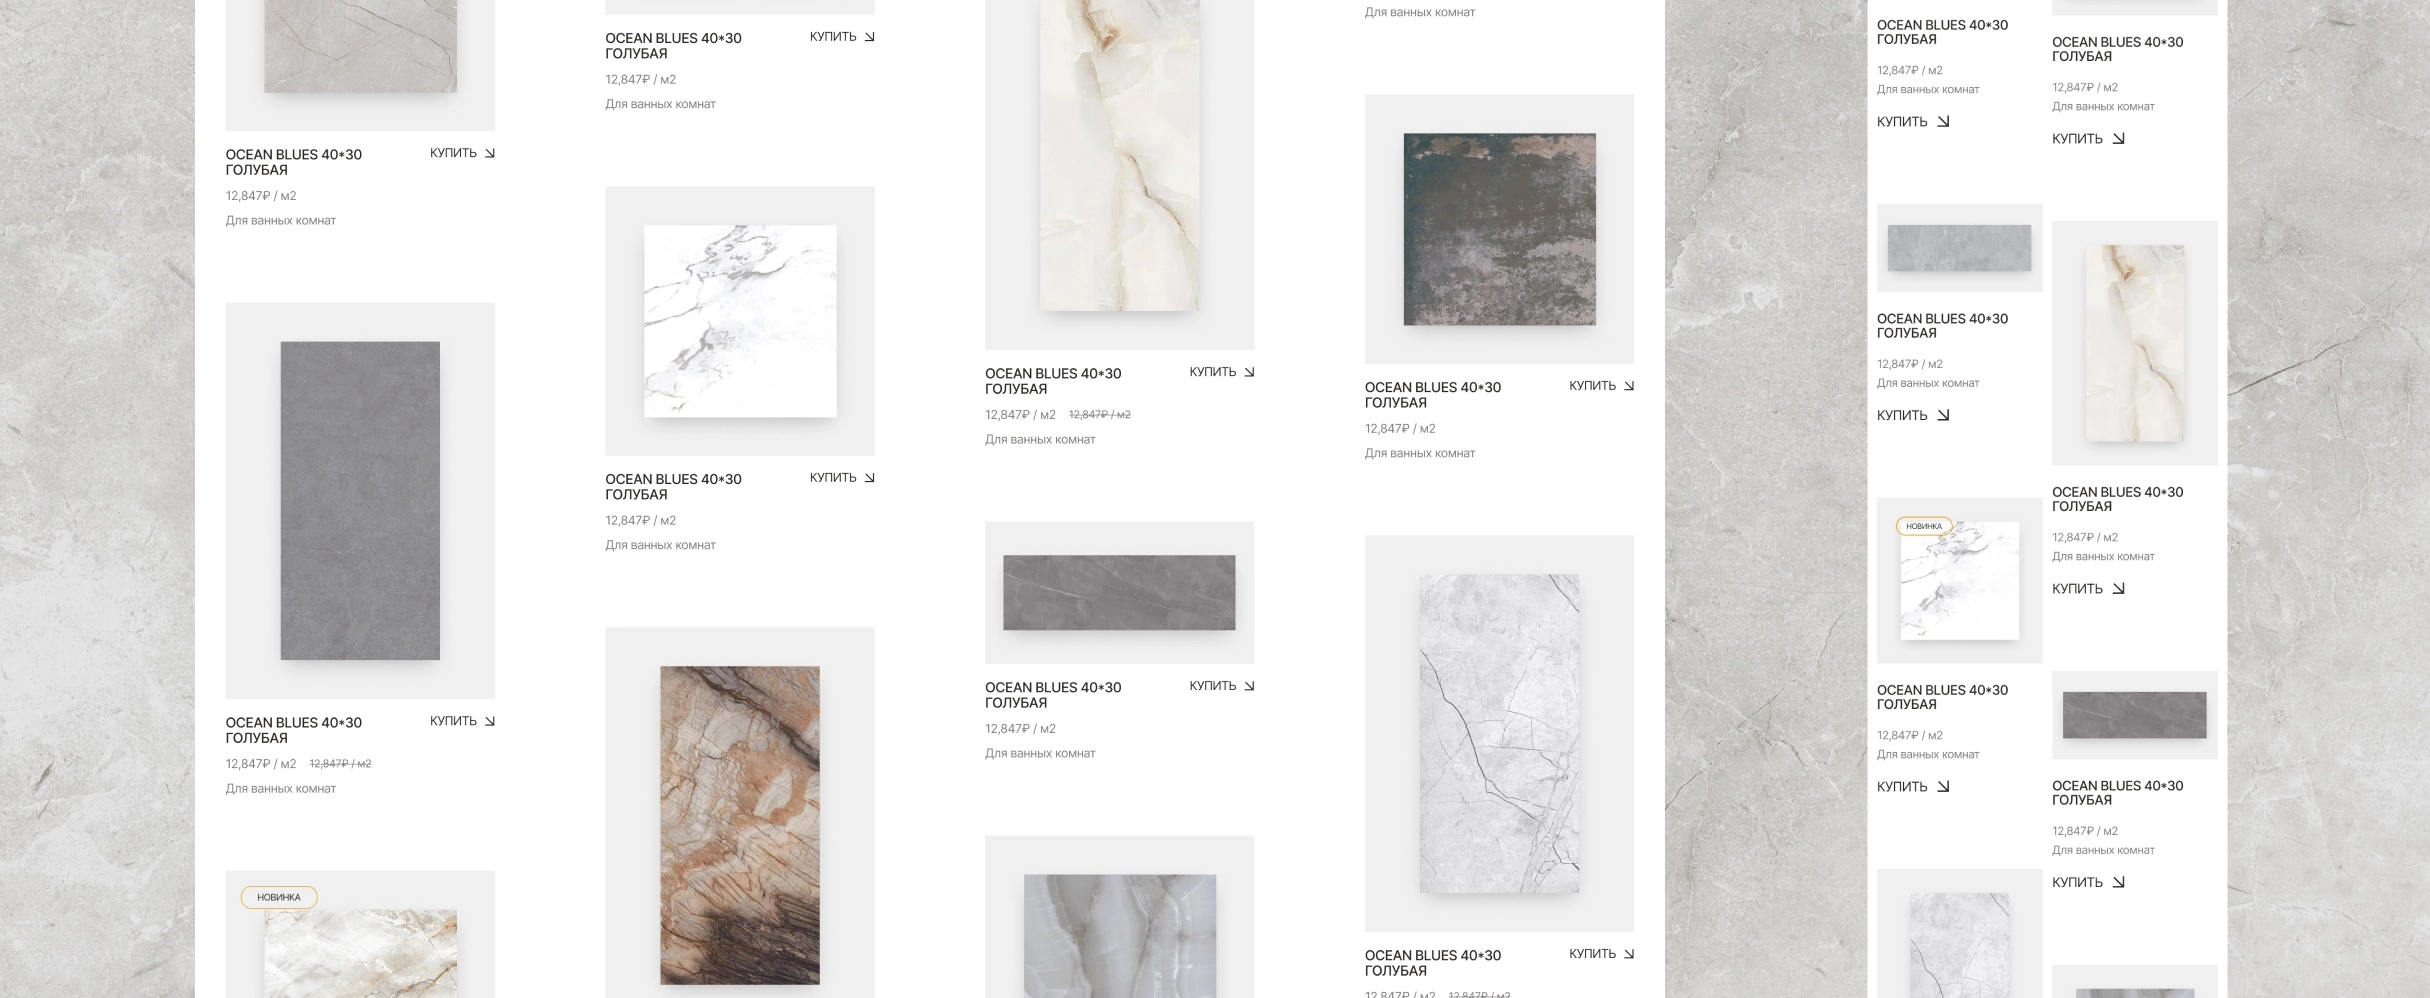 OCEAN BLUES 40*30
ГОЛУБАЯ
КУПИТЬ
12,847₽ / м2
Для ванных комнат
OCEAN BLUES 40*30
ГОЛУБАЯ
КУПИТЬ
12,847₽ / м2 12,847₽ / м2
Для ванных комнат
НОВИНКА
OCEAN BLUES 40*30
ГОЛУБАЯ
КУПИТЬ
12,847₽ / м2
Для ванных комнат
OCEAN BLUES 40*30
ГОЛУБАЯ
КУПИТЬ
12,847₽ / м2
Для ванных комнат
OCEAN BLUES 40*30
ГОЛУБАЯ
КУПИТЬ
12,847₽ / м2 12,847₽ / м2
Для ванных комнат
OCEAN BLUES 40*30
ГОЛУБАЯ
КУПИТЬ
12,847₽ / м2
Для ванных комнат
Для ванных комнат
OCEAN BLUES 40*30
ГОЛУБАЯ
КУПИТЬ
12,847₽ / м2
Для ванных комнат
OCEAN BLUES 40*30
ГОЛУБАЯ
КУПИТЬ
12,847₽ / м2 12,847₽ / м2
OCEAN BLUES 40*30
ГОЛУБАЯ
12,847₽ / м2
Для ванных комнат
КУПИТЬ
OCEAN BLUES 40*30
ГОЛУБАЯ
12,847₽ / м2
Для ванных комнат
КУПИТЬ
НОВИНКА
OCEAN BLUES 40*30
ГОЛУБАЯ
12,847₽ / м2
Для ванных комнат
КУПИТЬ
OCEAN BLUES 40*30
ГОЛУБАЯ
12,847₽ / м2
Для ванных комнат
КУПИТЬ
OCEAN BLUES 40*30
ГОЛУБАЯ
12,847₽ / м2
Для ванных комнат
КУПИТЬ
OCEAN BLUES 40*30
ГОЛУБАЯ
12,847₽ / м2
Для ванных комнат
КУПИТЬ